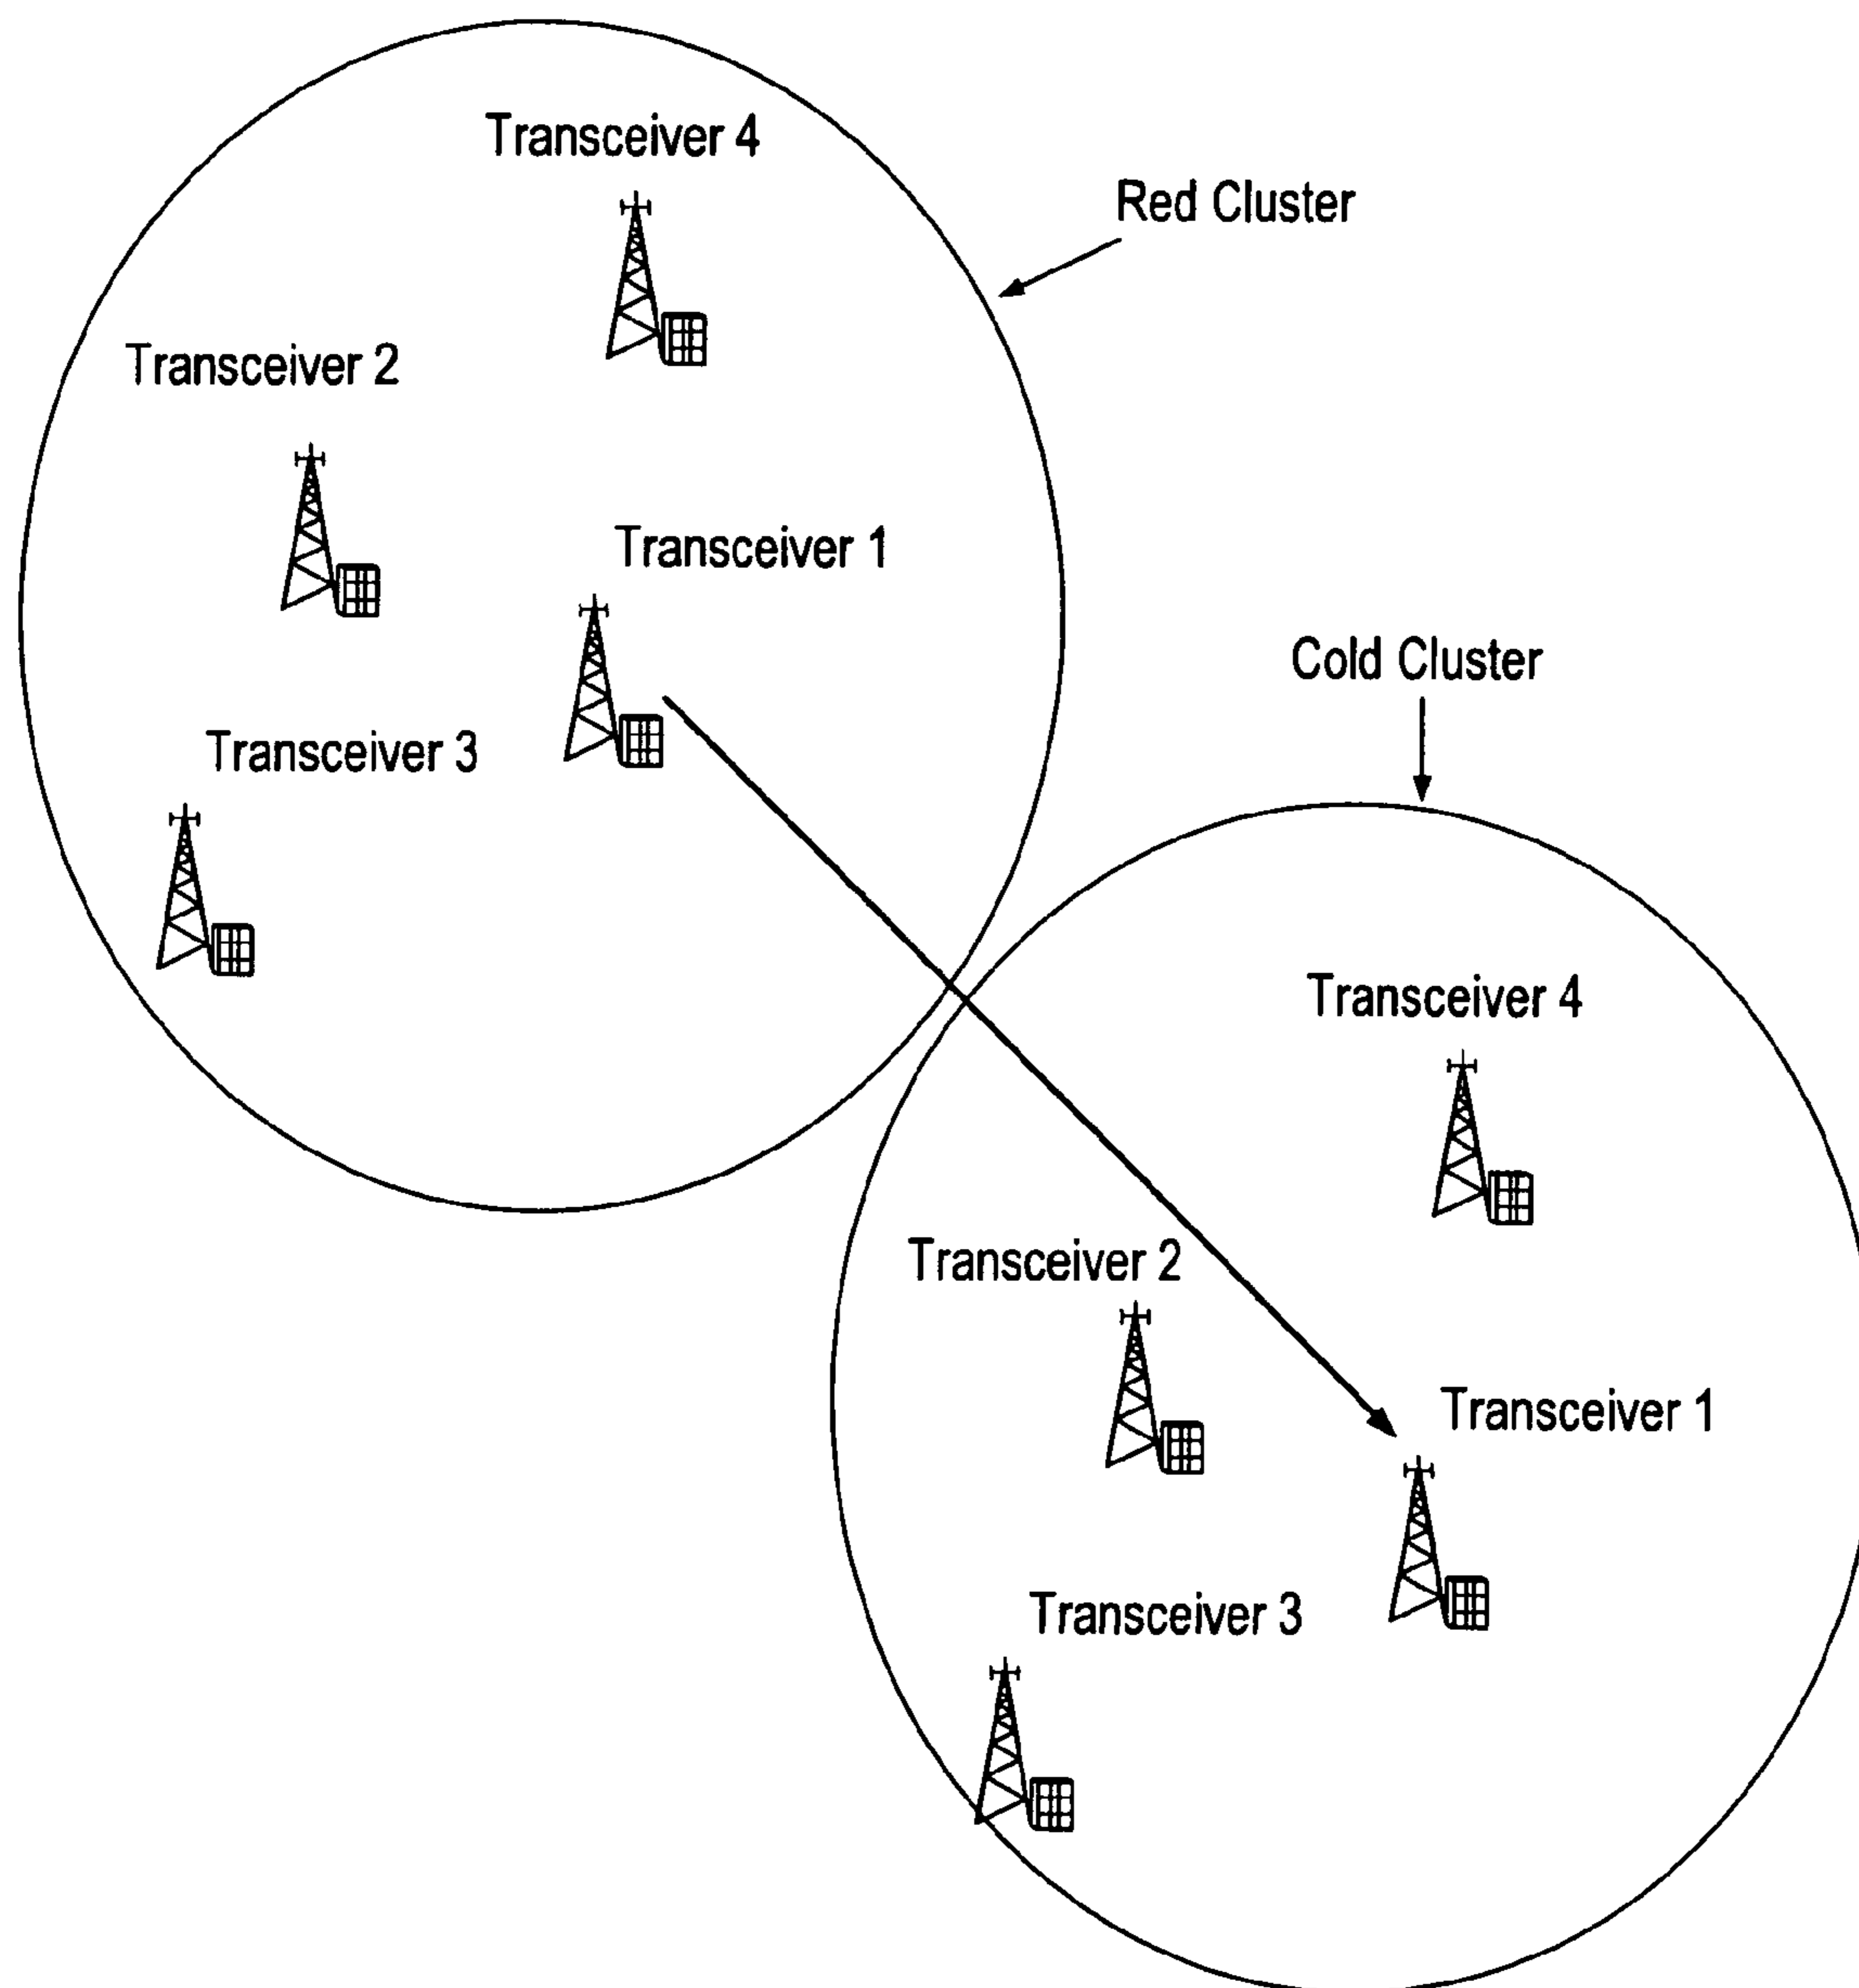 Transceiver 4
Red Cluster
Transceiver 2
Transceiver 1
Cold Cluster
Transceiver 3
Transceiver 4
Transceiver 2
Transceiver 1
Transceiver 3